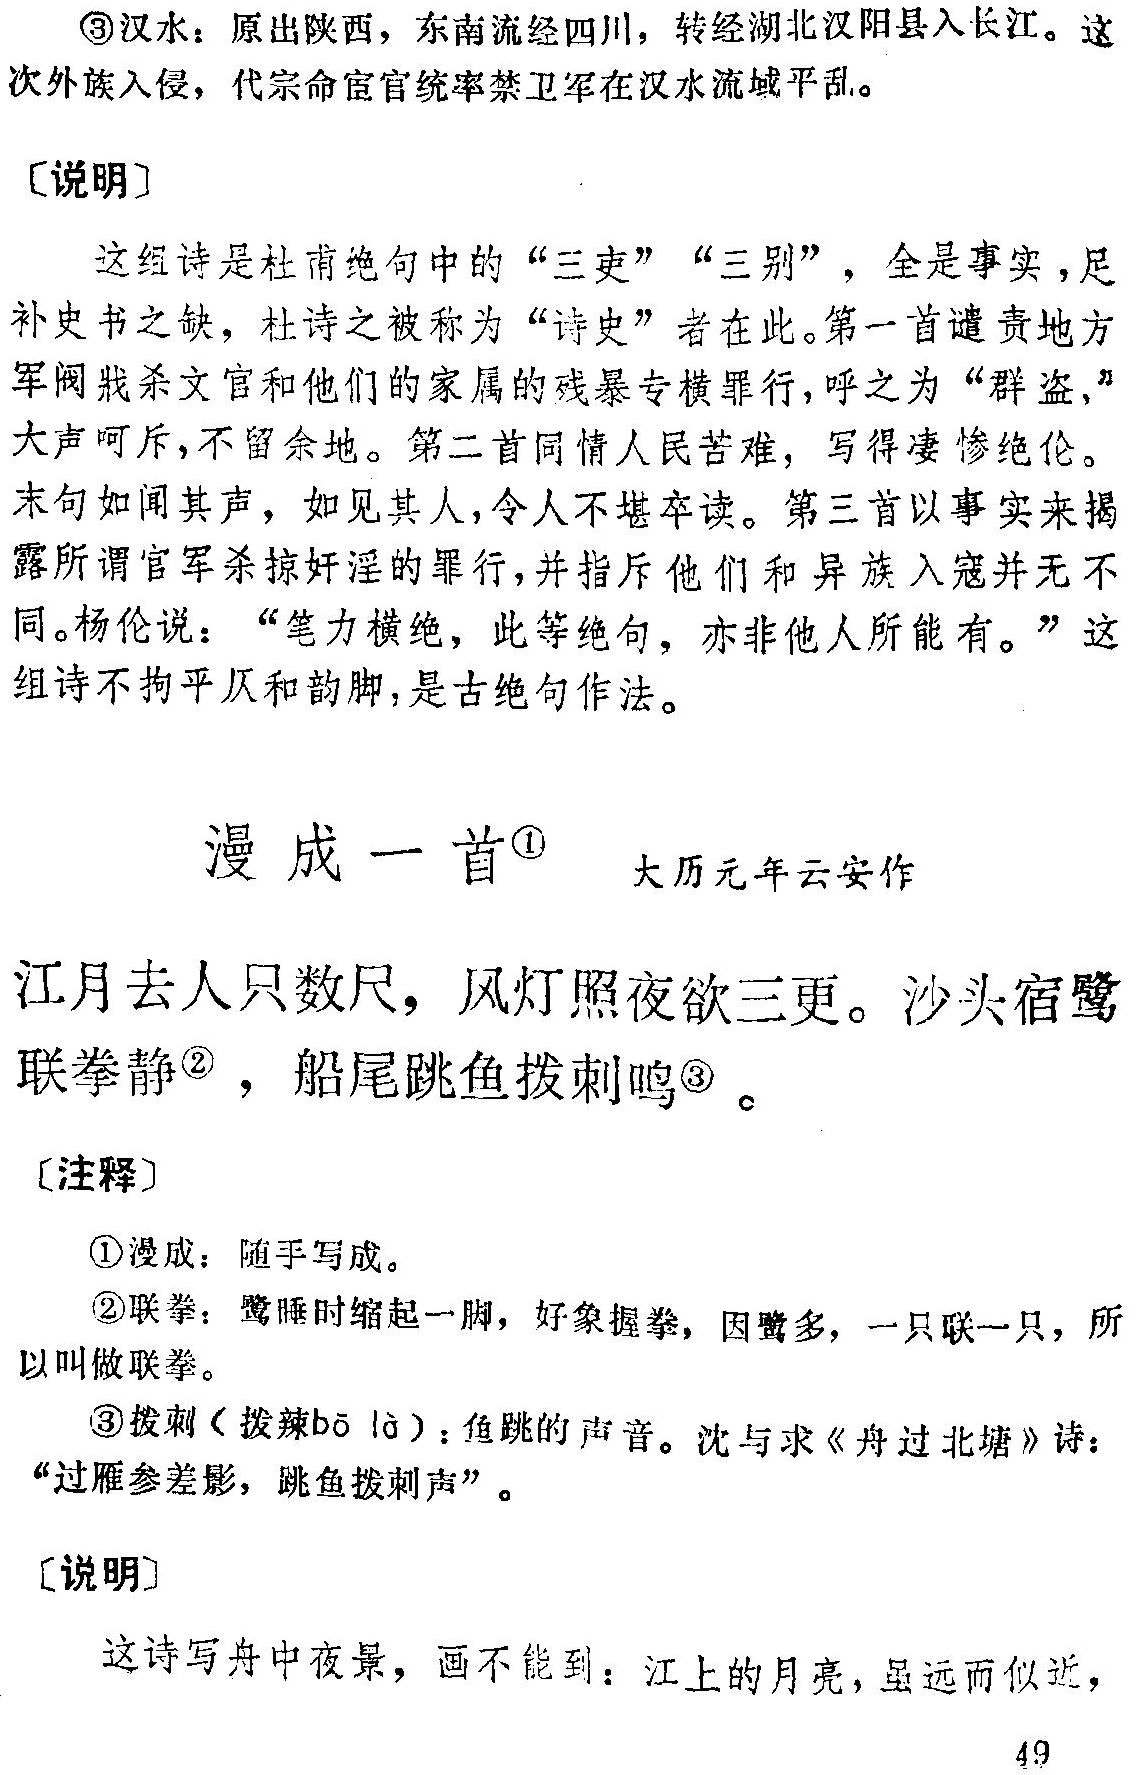 ③汉水：原出陕西，东南流经四川，转经湖北汉阳县入长江。这
次外族入侵，代宗命宦官统率禁卫军在汉水流域平乱。
〔说明〕
这组诗是杜甫绝句中的“三吏”“三别”，全是事实，足
补史书之缺，杜诗之被称为“诗史”者在此。第一首谴责地方
军阀戕杀文官和他们的家属的残暴专横罪行，呼之为“群盗，”
大声呵斥，不留余地。第二首同情人民苦难，写得凄惨绝伦。
末句如闻其声，如见其人，令人不堪卒读。第三首以事实来揭
露所谓官军杀掠奸淫的罪行，并指斥他们和异族入寇并无不
同。杨伦说：“笔力横绝，此等绝句，亦非他人所能有。”这
组诗不拘平仄和韵脚，是古绝句作法。
漫成一首① 大历元年云安作
江月去人只数尺，风灯照夜欲三更。沙头宿鹭
联拳静②，船尾跳鱼拨刺鸣③。
〔注释〕
①漫成：随手写成。
②联拳：鹭睡时缩起一脚，好象握拳，因鹭多，一只联一只，所
以叫做联拳。
③拨刺（拨辣bō là）：鱼跳的声音。沈与求《舟过北塘》诗：
“过雁参差影，跳鱼拨刺声”。
〔说明〕
这诗写舟中夜景，画不能到：江上的月亮，虽远而似近，
49